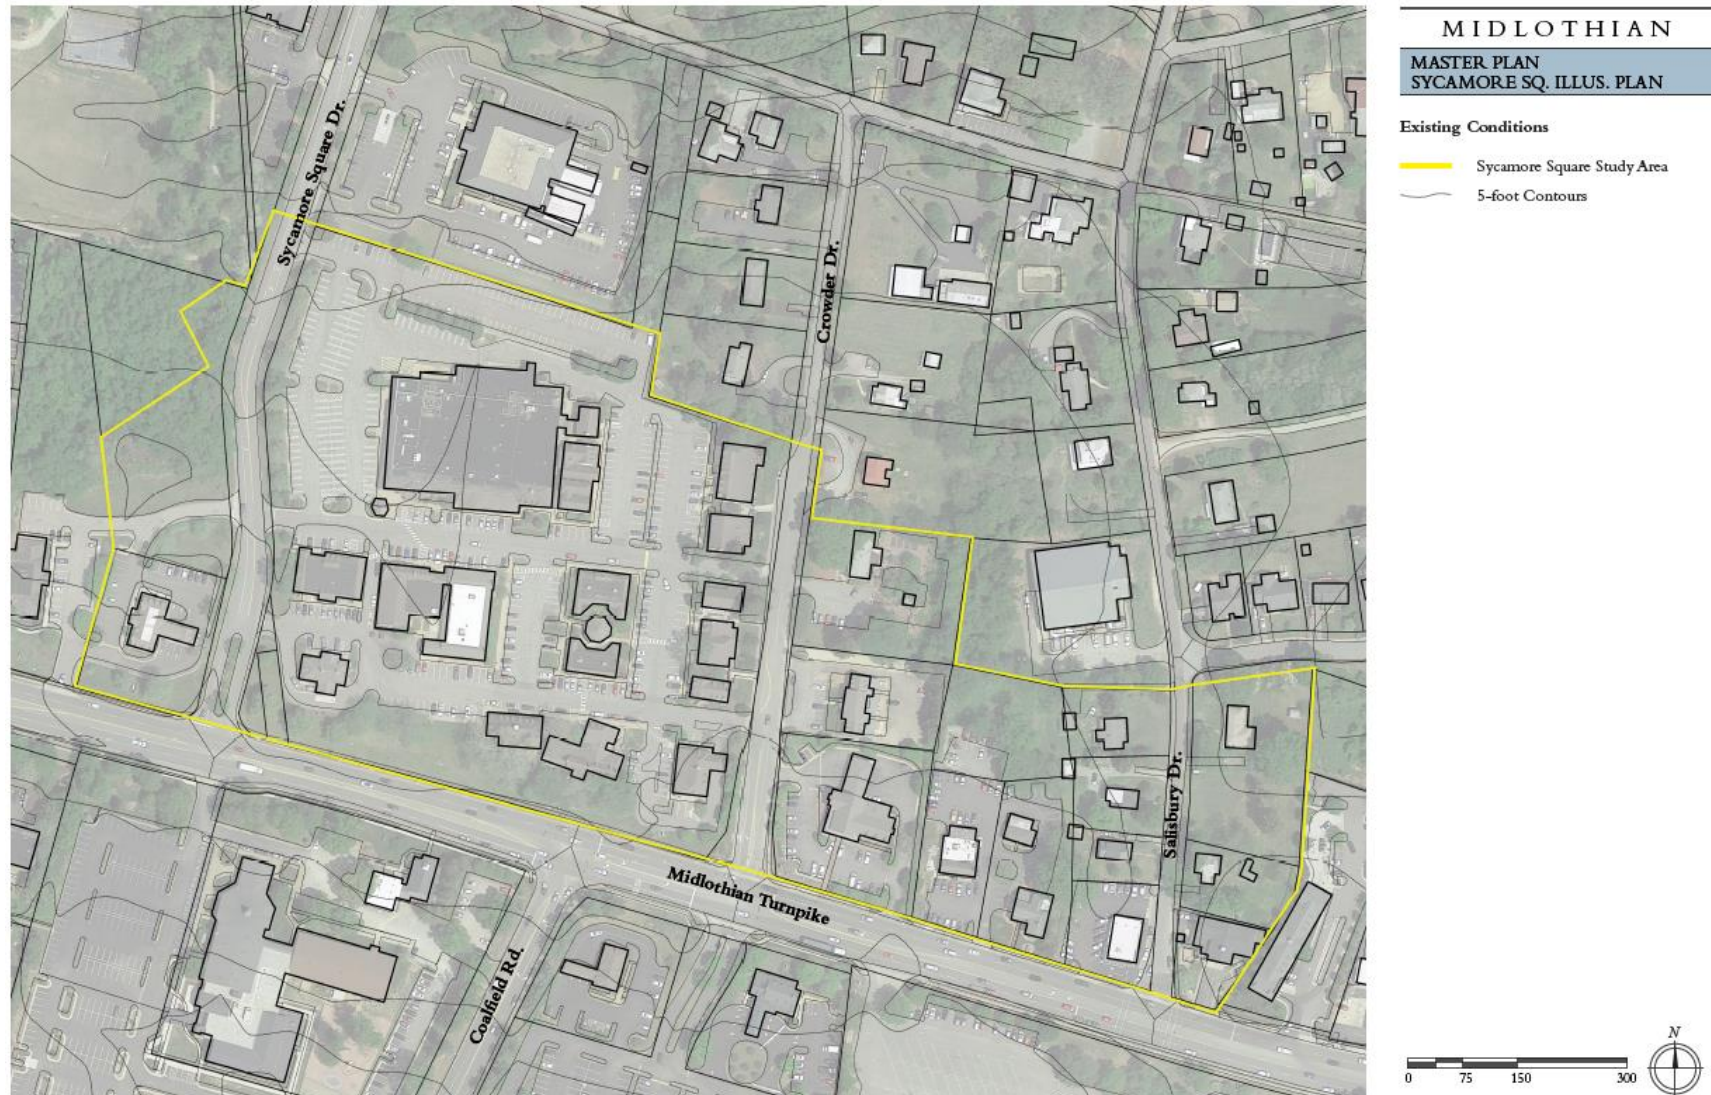 MIDLOTHIAN
MASTER PLAN
SYCAMORE SQ. ILLUS. PLAN
Existing Conditions
Sycamore Square Study Area
5-foot Contours
Sycamore Square Dr.
Crowder Dr.
Salisbury Dr.
Midlothian Turnpike
Coalfield Rd.
N
0 75 150 300